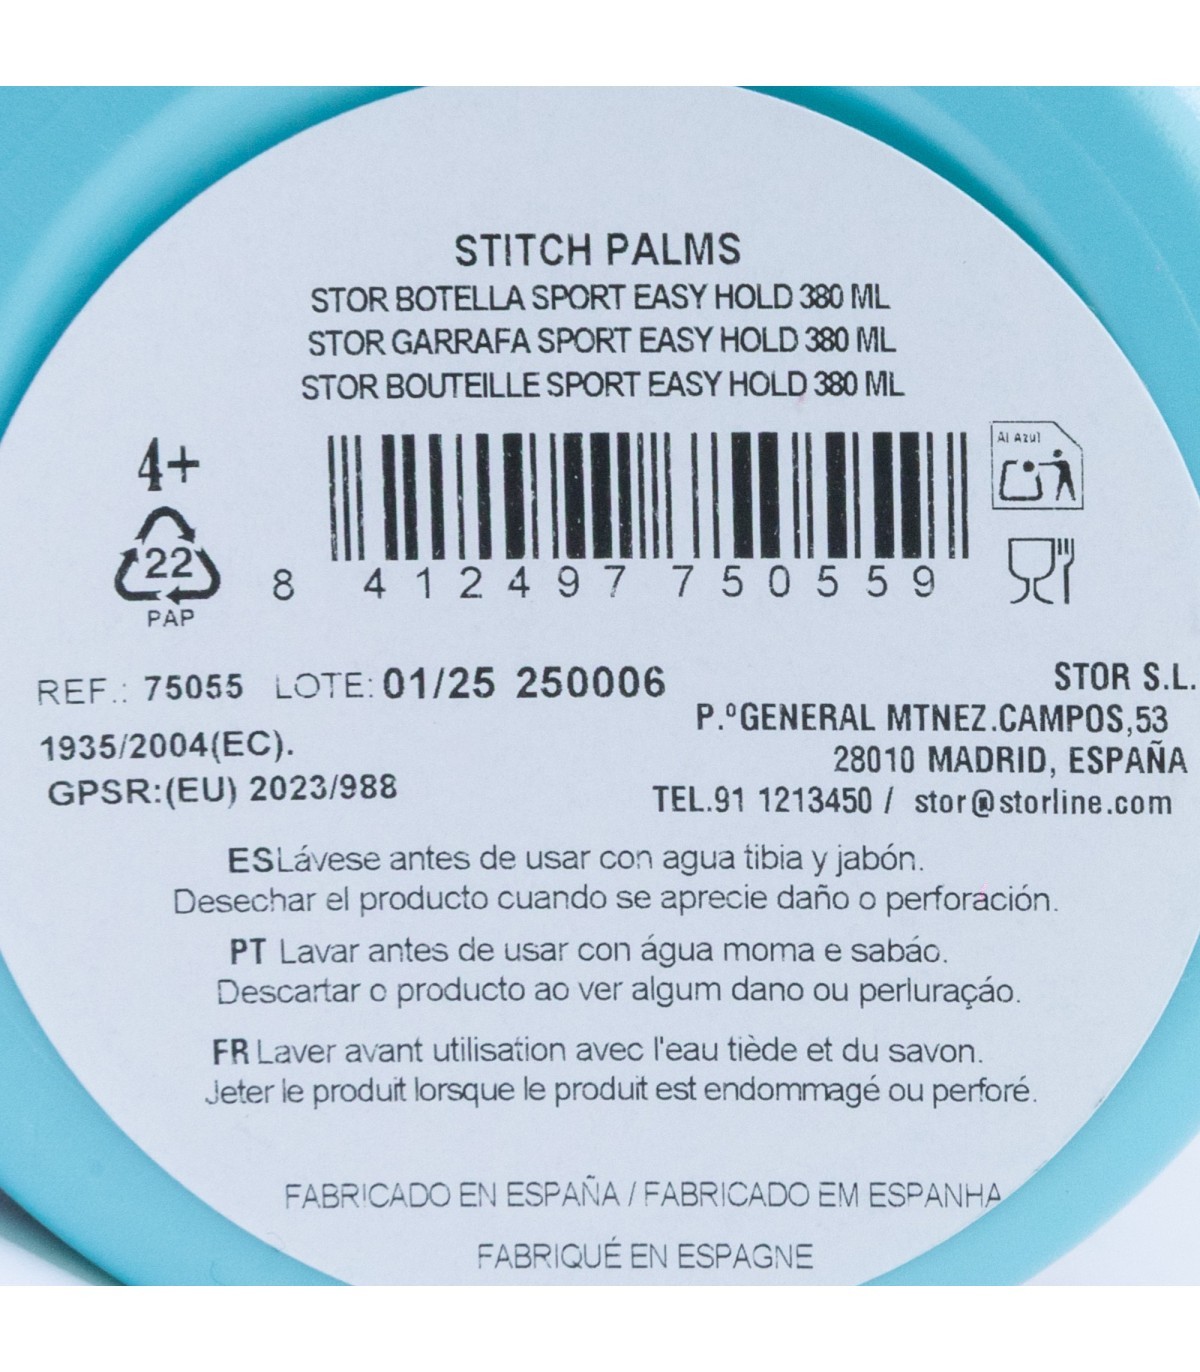 STITCH PALMS
STOR BOTELLA SPORT EASY HOLD 380 ML
STOR GARRAFA SPORT EASY HOLD 380 ML
STOR BOUTEILLE SPORT EASY HOLD 380 ML
4+
Al Azul
22
PAP
8 412497 750559
REF.: 75055 LOTE: 01/25 250006
1935/2004(EC).
GPSR:(EU) 2023/988
STOR S.L.
P.ºGENERAL MTNEZ.CAMPOS,53
28010 MADRID, ESPAÑA
TEL.91 1213450 / stor@storline.com
ES Lávese antes de usar con agua tibia y jabón.
Desechar el producto cuando se aprecie daño o perforación.
PT Lavar antes de usar con água moma e sabáo.
Descartar o producto ao ver algum dano ou perluraçáo.
FR Laver avant utilisation avec l'eau tiède et du savon.
Jeter le produit lorsque le produit est endommagé ou perforé.
FABRICADO EN ESPAÑA / FABRICADO EM ESPANHA
FABRIQUÉ EN ESPAGNE